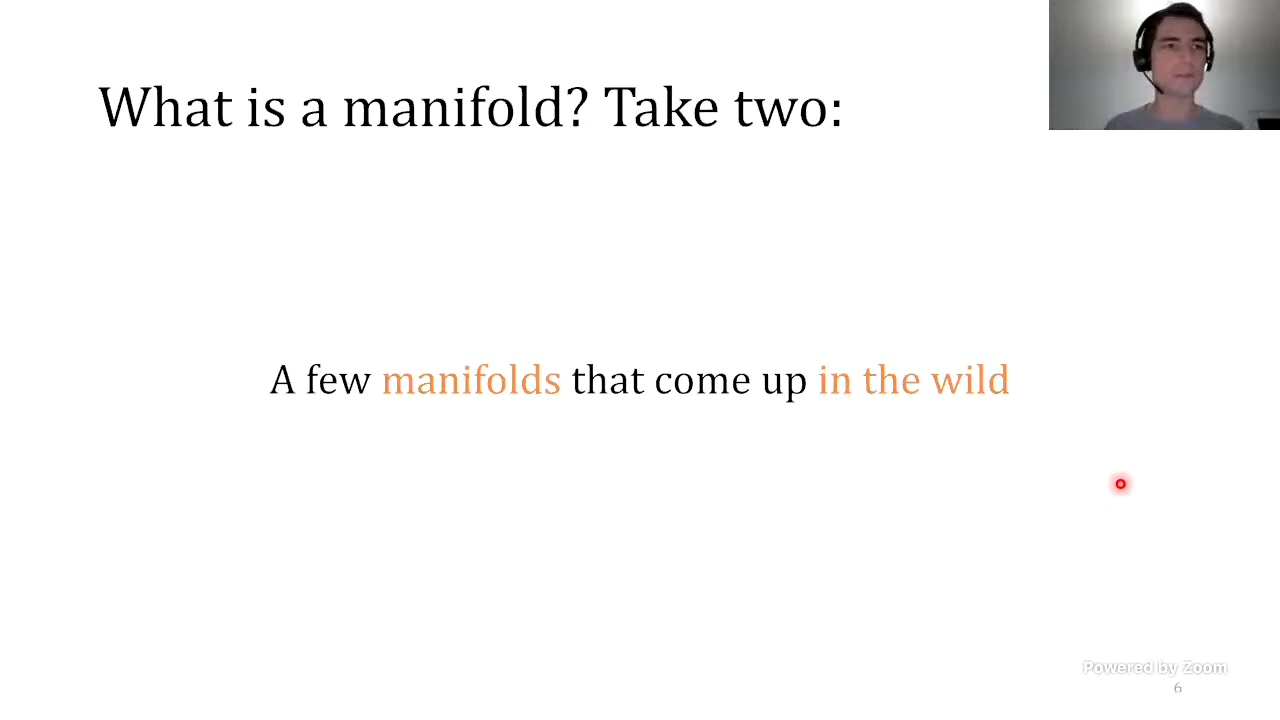 What is a manifold? Take two:
A few manifolds that come up in the wild
Powered by Zoom
6